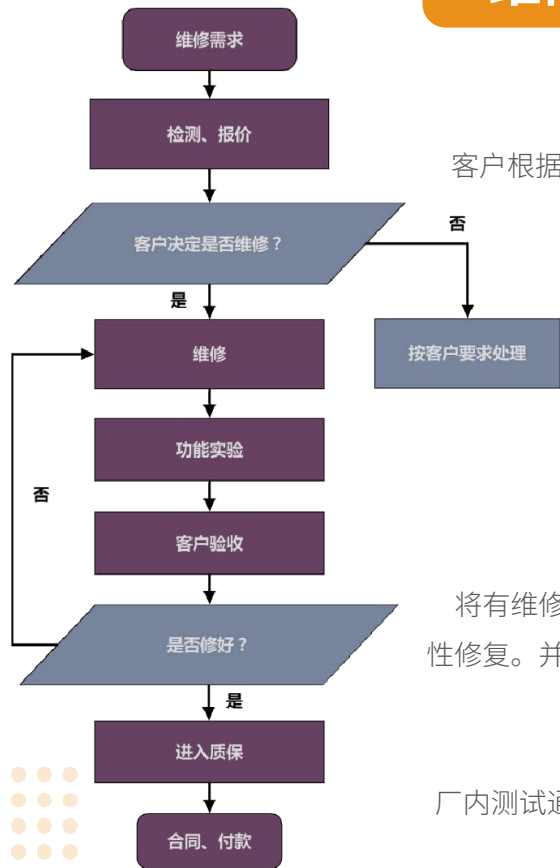 维修需求
检测、报价
客户根据
客户决定是否维修？
否
是
维修
按客户要求处理
功能实验
否
客户验收
将有维修
是否修好？
性修复。并
是
进入质保
厂内测试通
合同、付款